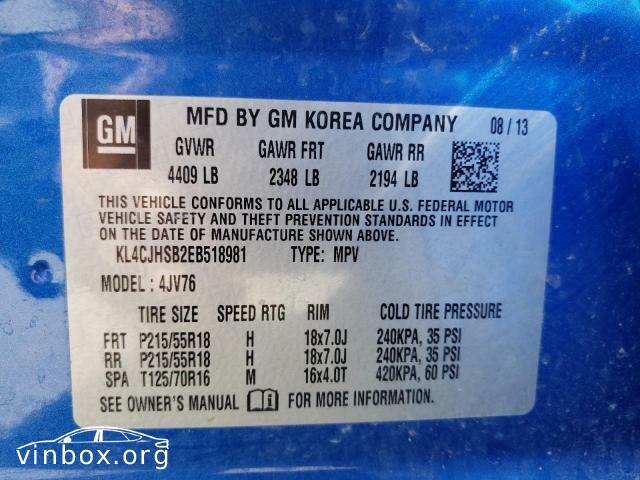 GM
MFD BY GM KOREA COMPANY 08/13
GVWR GAWR FRT GAWR RR
4409 LB 2348 LB 2194 LB
THIS VEHICLE CONFORMS TO ALL APPLICABLE U.S. FEDERAL MOTOR
VEHICLE SAFETY AND THEFT PREVENTION STANDARDS IN EFFECT
ON THE DATE OF MANUFACTURE SHOWN ABOVE.
KL4CJHSB2EB518981 TYPE: MPV
MODEL : 4JV76
TIRE SIZE SPEED RTG RIM COLD TIRE PRESSURE
FRT P215/55R18 H 18x7.0J 240KPA, 35 PSI
RR P215/55R18 H 18x7.0J 240KPA, 35 PSI
SPA T125/70R16 M 16x4.0T 420KPA, 60 PSI
SEE OWNER'S MANUAL FOR MORE INFORMATION.
vinbox.org